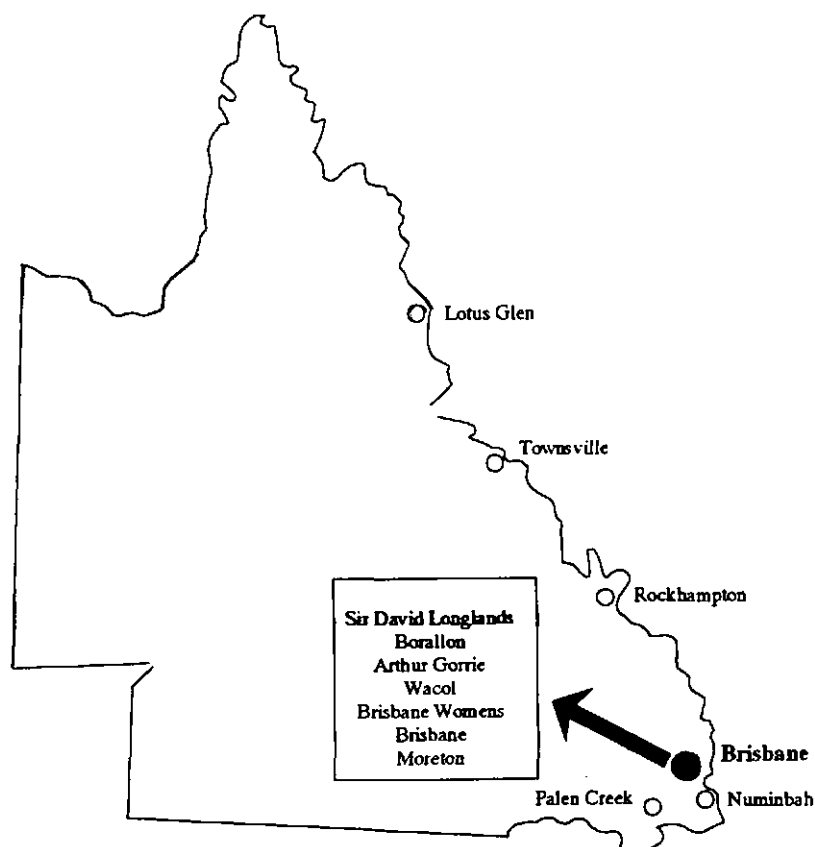 Lotus Glen
Townsville
Rockhampton
Sir David Longlands
Borallon
Arthur Gorrie
Wacol
Brisbane Womens
Brisbane
Moreton
Brisbane
Palen Creek
Numinbah